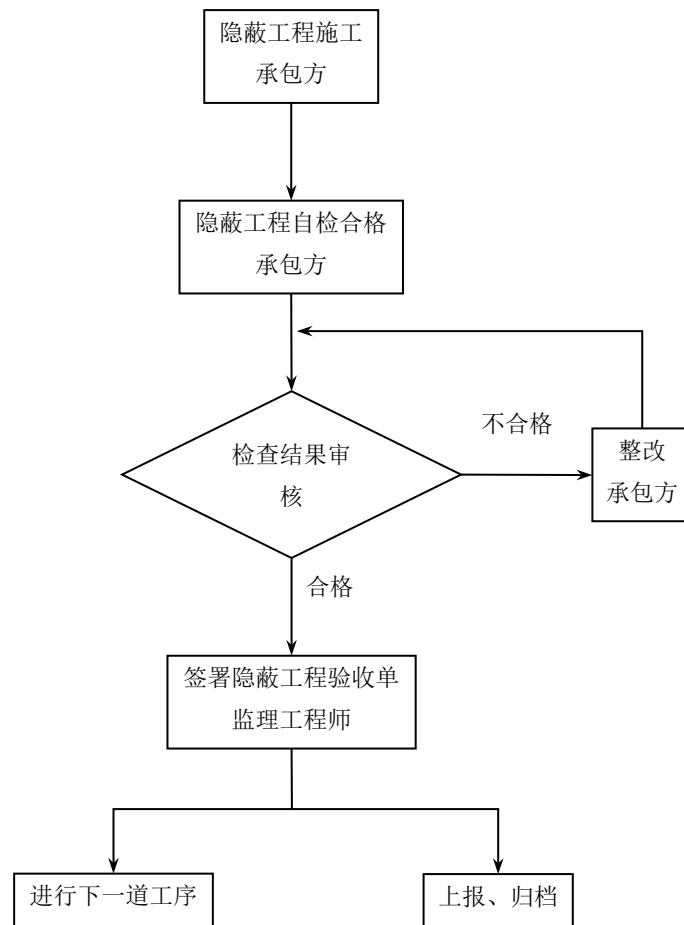 隐蔽工程施工
承包方
隐蔽工程自检合格
承包方
检查结果审
核
不合格
整改
承包方
合格
签署隐蔽工程验收单
监理工程师
进行下一道工序
上报、归档